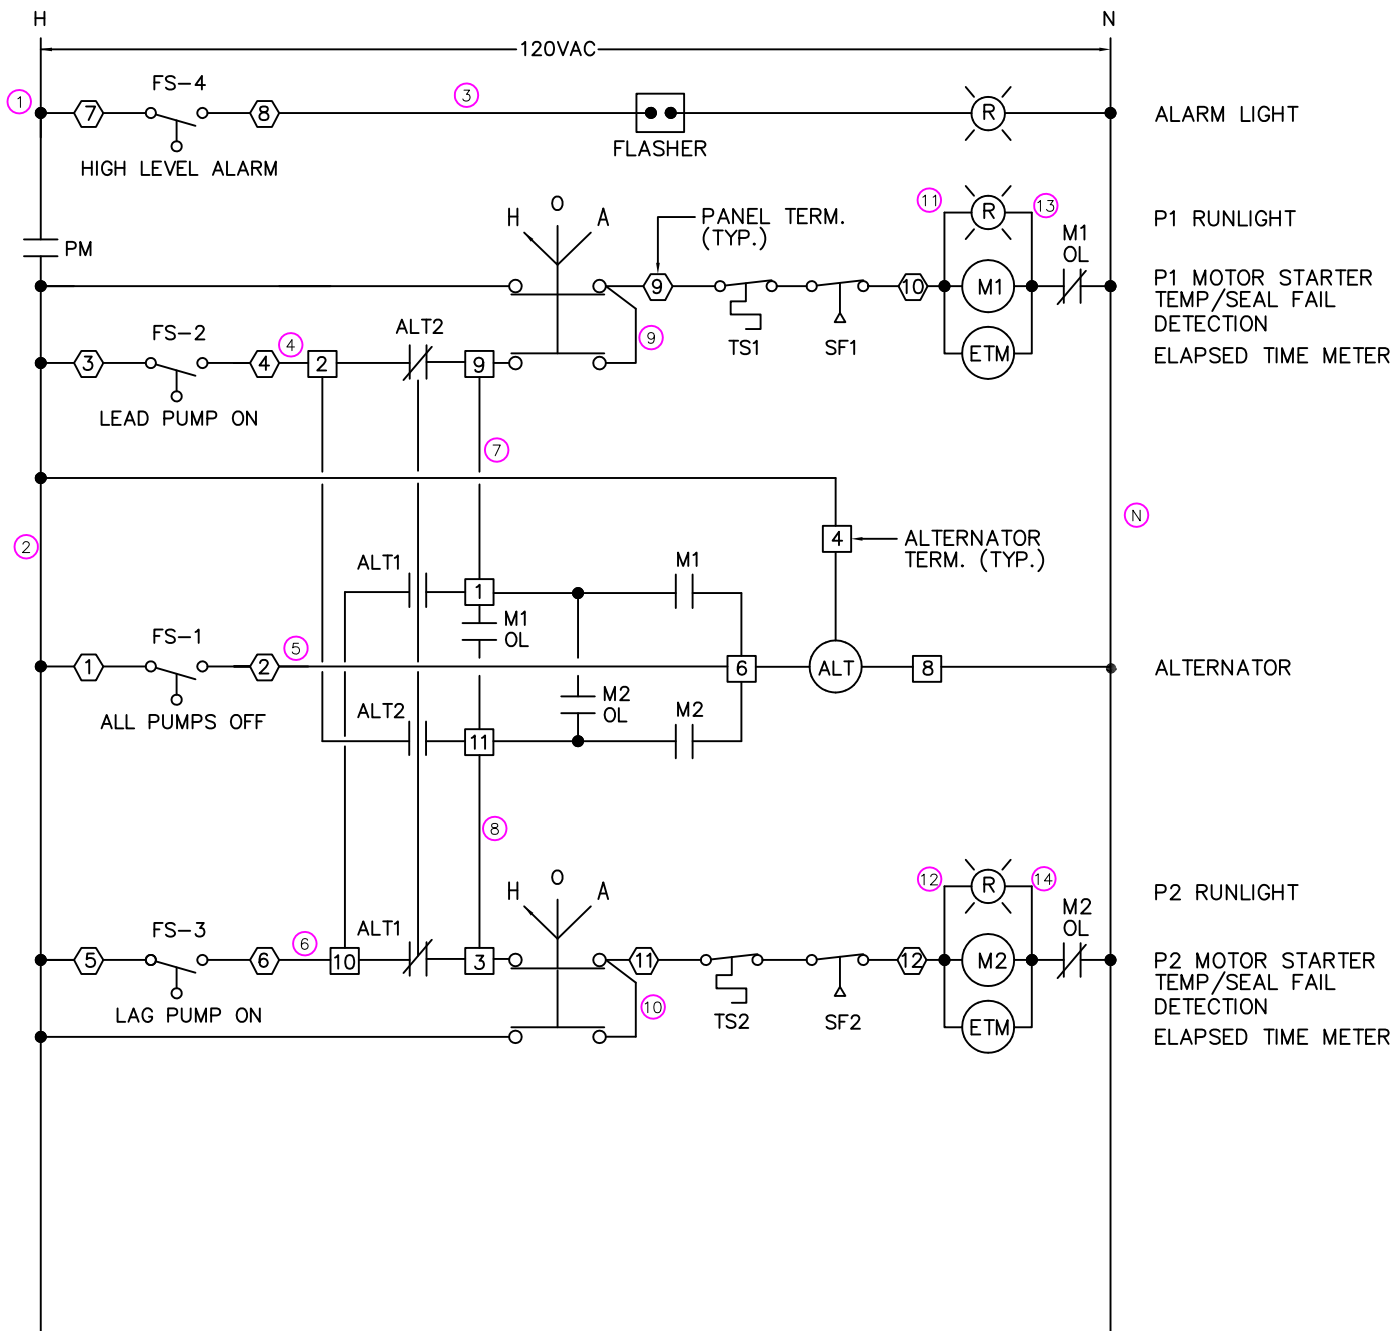 H N
120VAC
FS-4
1 7 8 3 R ALARM LIGHT
FLASHER
HIGH LEVEL ALARM
H O A
PANEL TERM.
(TYP.)
11 R 13 P1 RUNLIGHT
M1
OL
PM
9 10 M1 P1 MOTOR STARTER
TEMP/SEAL FAIL
DETECTION
TS1 SF1
9
FS-2 ALT2
3 4 4 2 9 ETM ELAPSED TIME METER
LEAD PUMP ON
7
N
2
4 ALTERNATOR
TERM. (TYP.)
ALT1 1 M1
M1
OL
FS-1
1 2 5 6 ALT 8 ALTERNATOR
ALL PUMPS OFF
M2
OL
ALT2 11 M2
8
H O A
12 R 14 P2 RUNLIGHT
M2
OL
FS-3 ALT1
5 6 6 10 3 11 12 M2 P2 MOTOR STARTER
TEMP/SEAL FAIL
DETECTION
LAG PUMP ON
10
TS2 SF2
ETM ELAPSED TIME METER